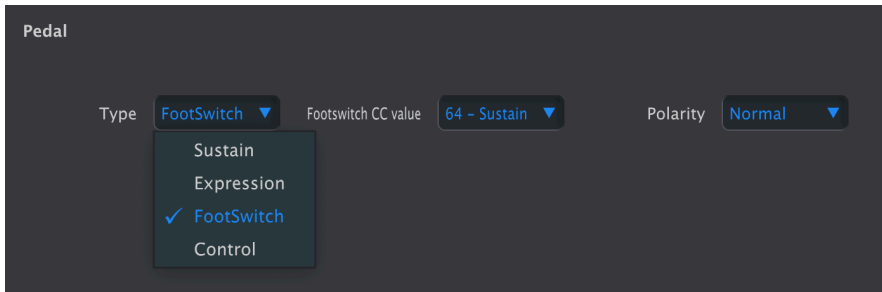 Pedal
Type FootSwitch Footswitch CC value 64 – Sustain Polarity Normal
Sustain
Expression
FootSwitch
Control